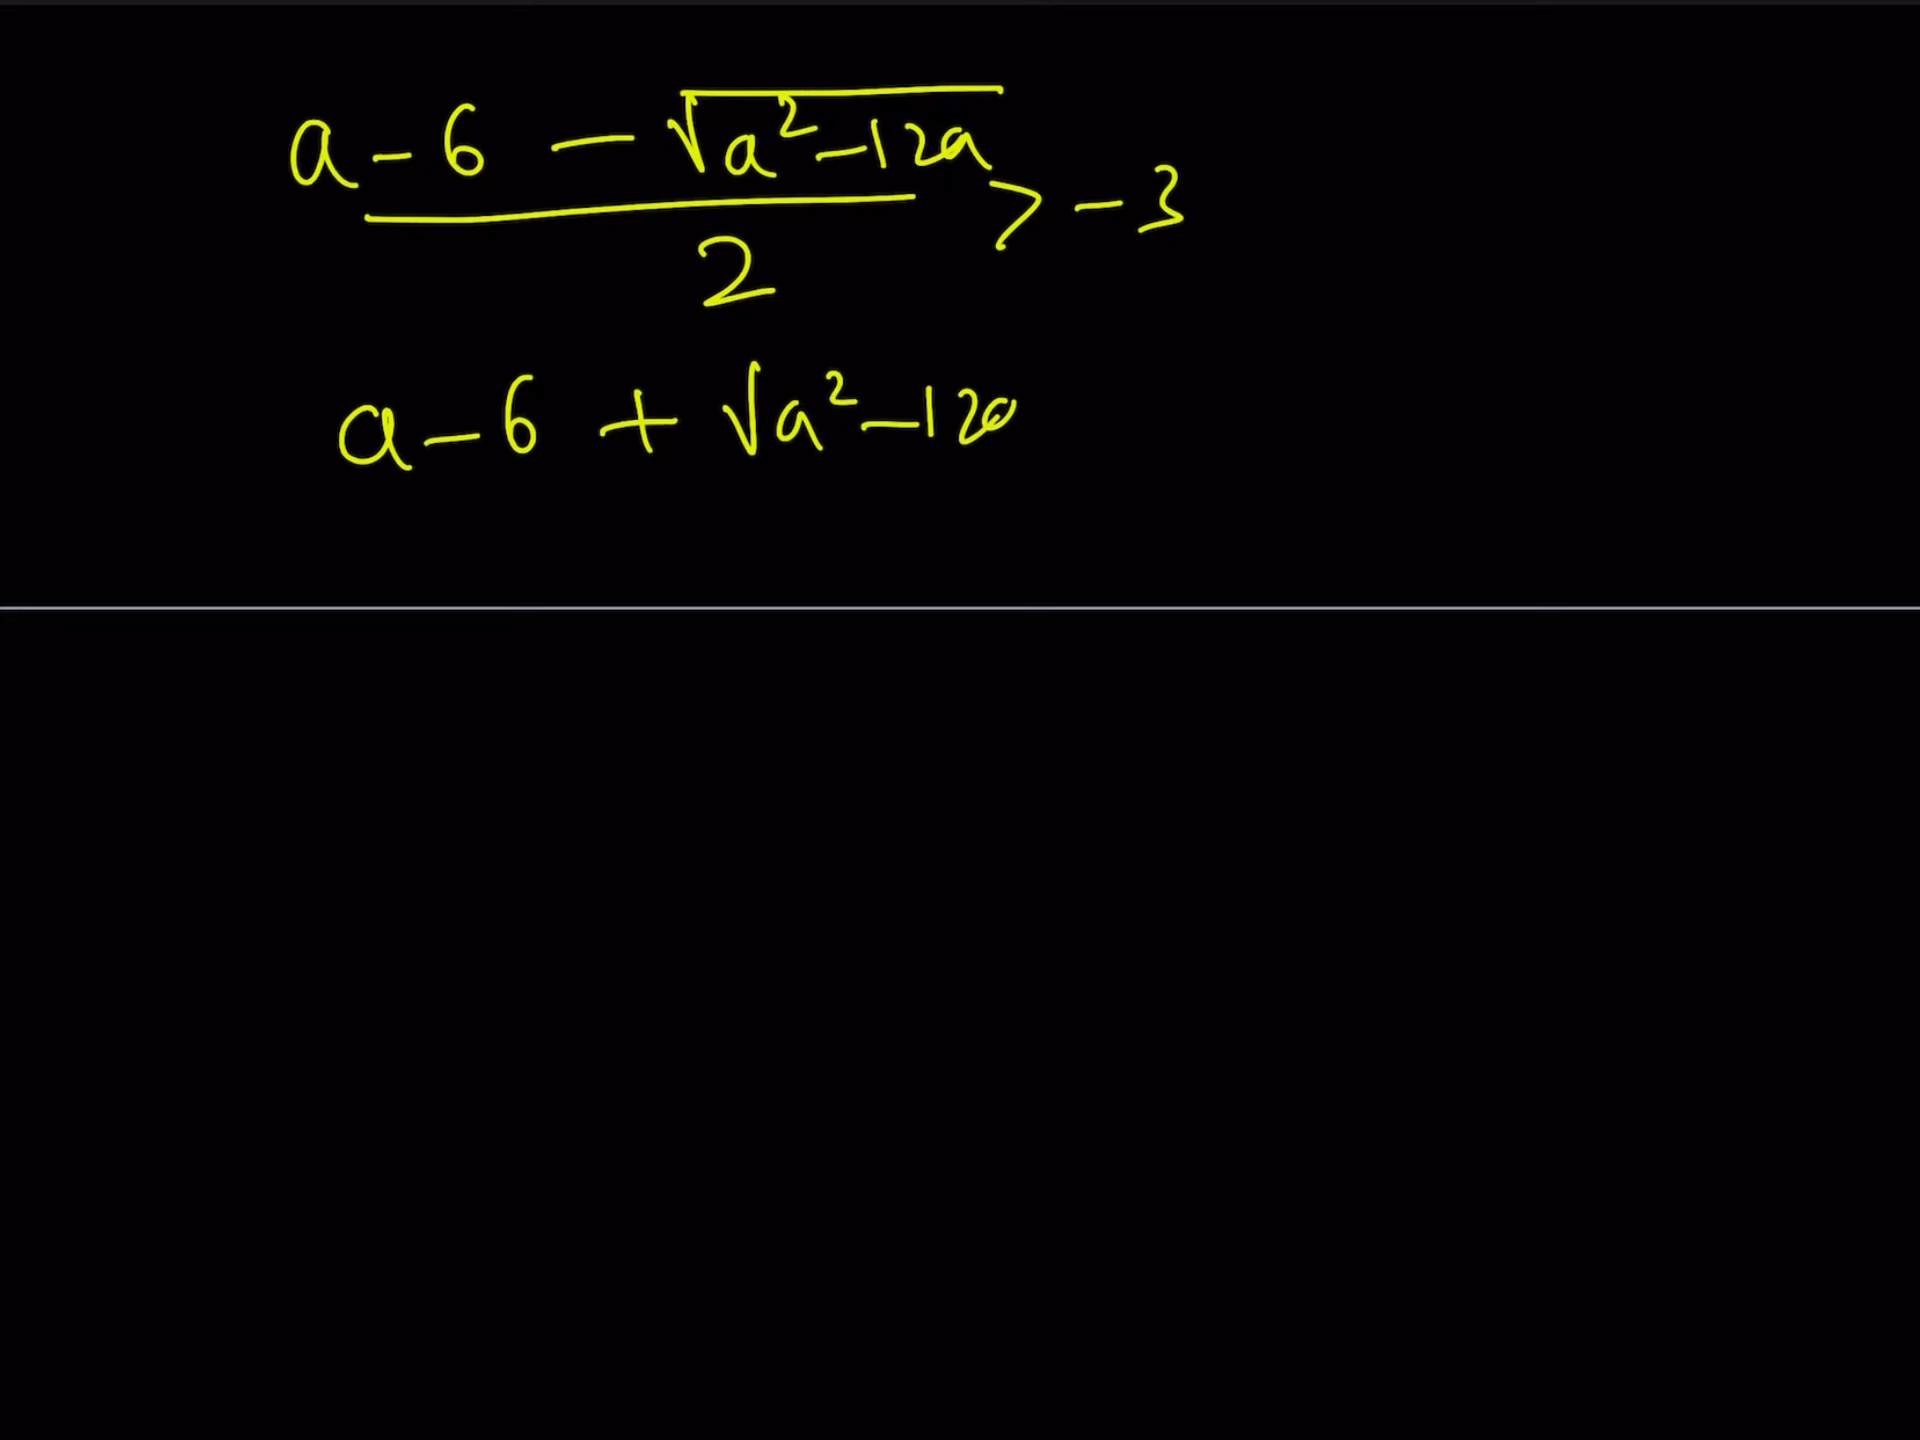 a - 6 - √(a² - 12a) / 2 > -3
a - 6 + √a² - 12a